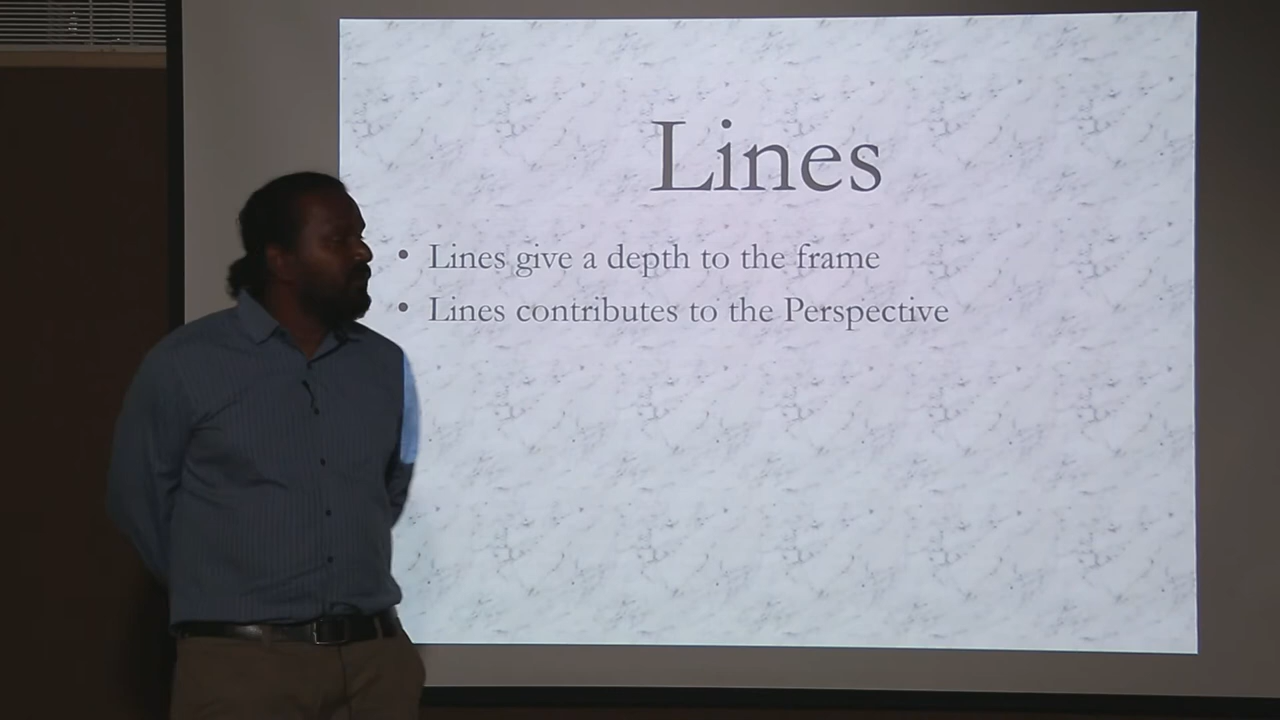 Lines
• Lines give a depth to the frame
• Lines contributes to the Perspective